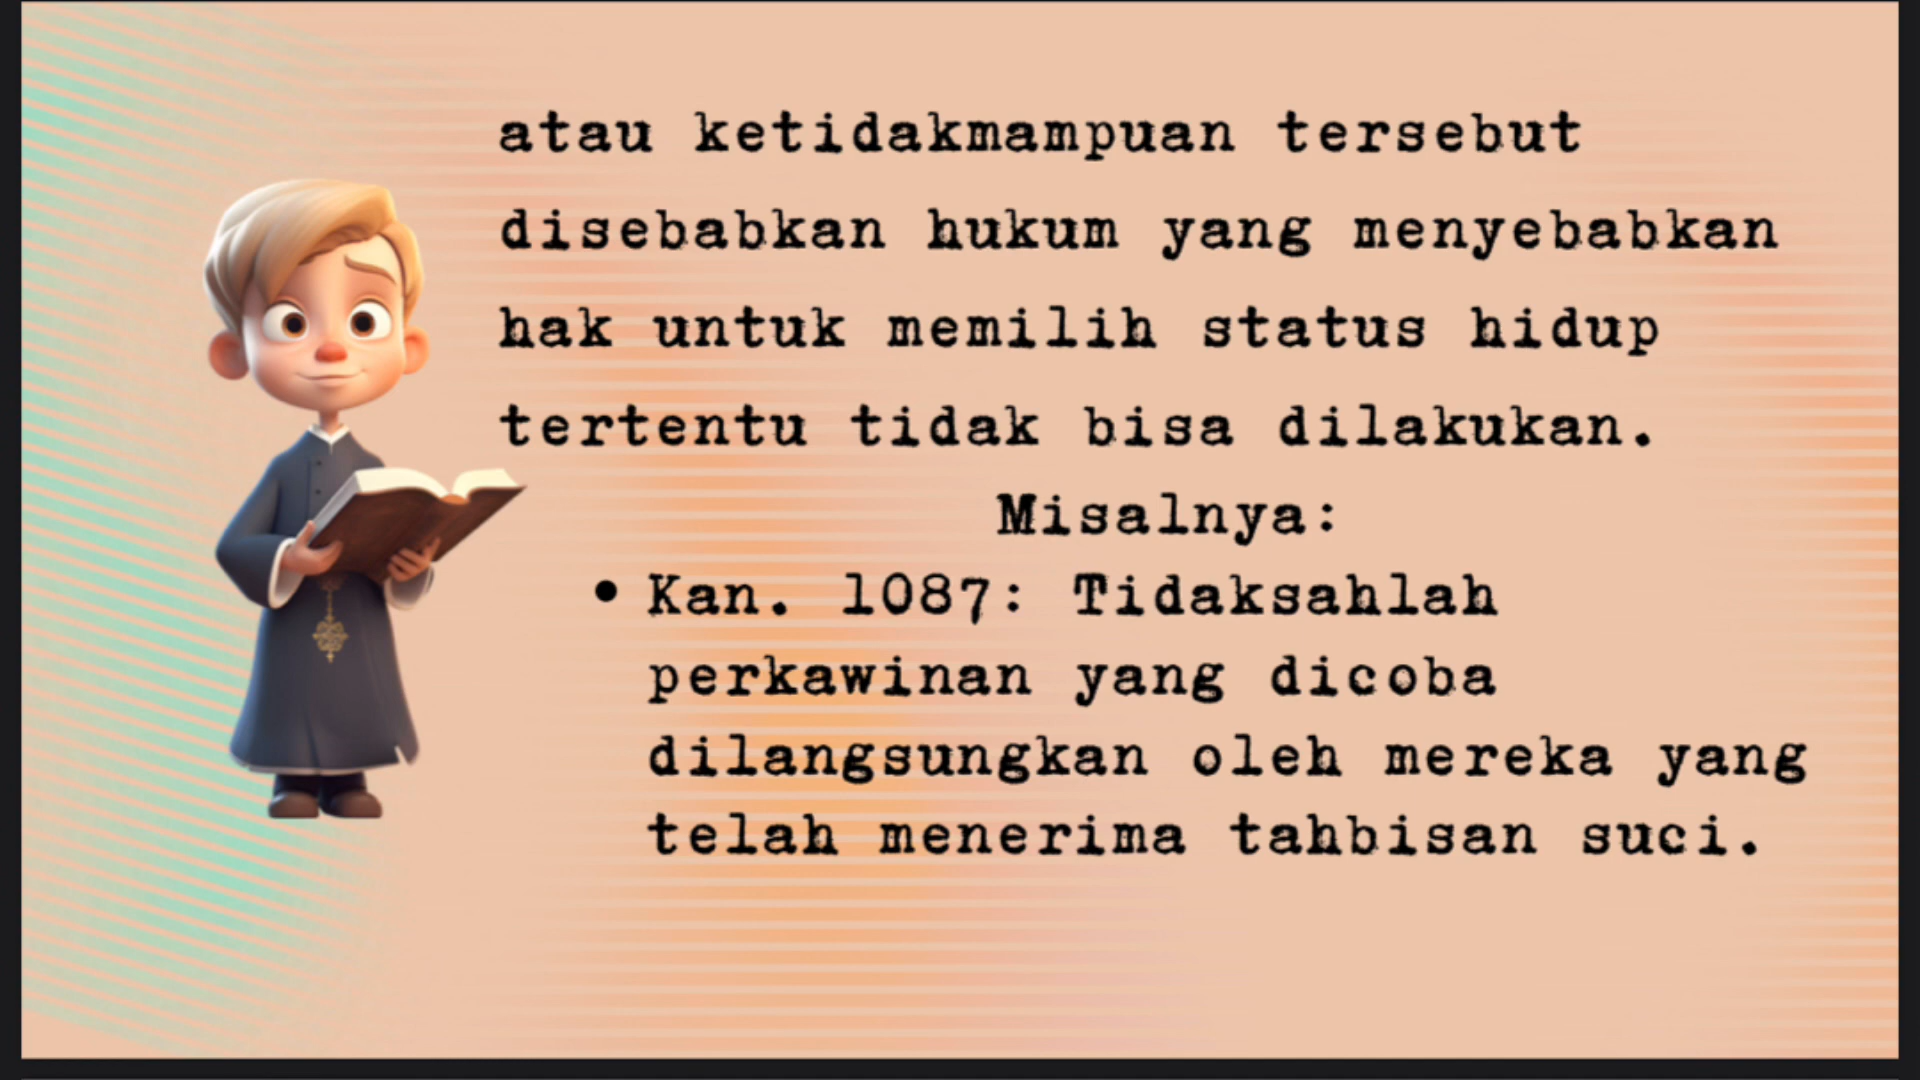 atau ketidakmampuan tersebut
disebabkan hukum yang menyebabkan
hak untuk memilih status hidup
tertentu tidak bisa dilakukan.
Misalnya:
• Kan. 1087: Tidaksahlah
perkawinan yang dicoba
dilangsungkan oleh mereka yang
telah menerima tahbisan suci.